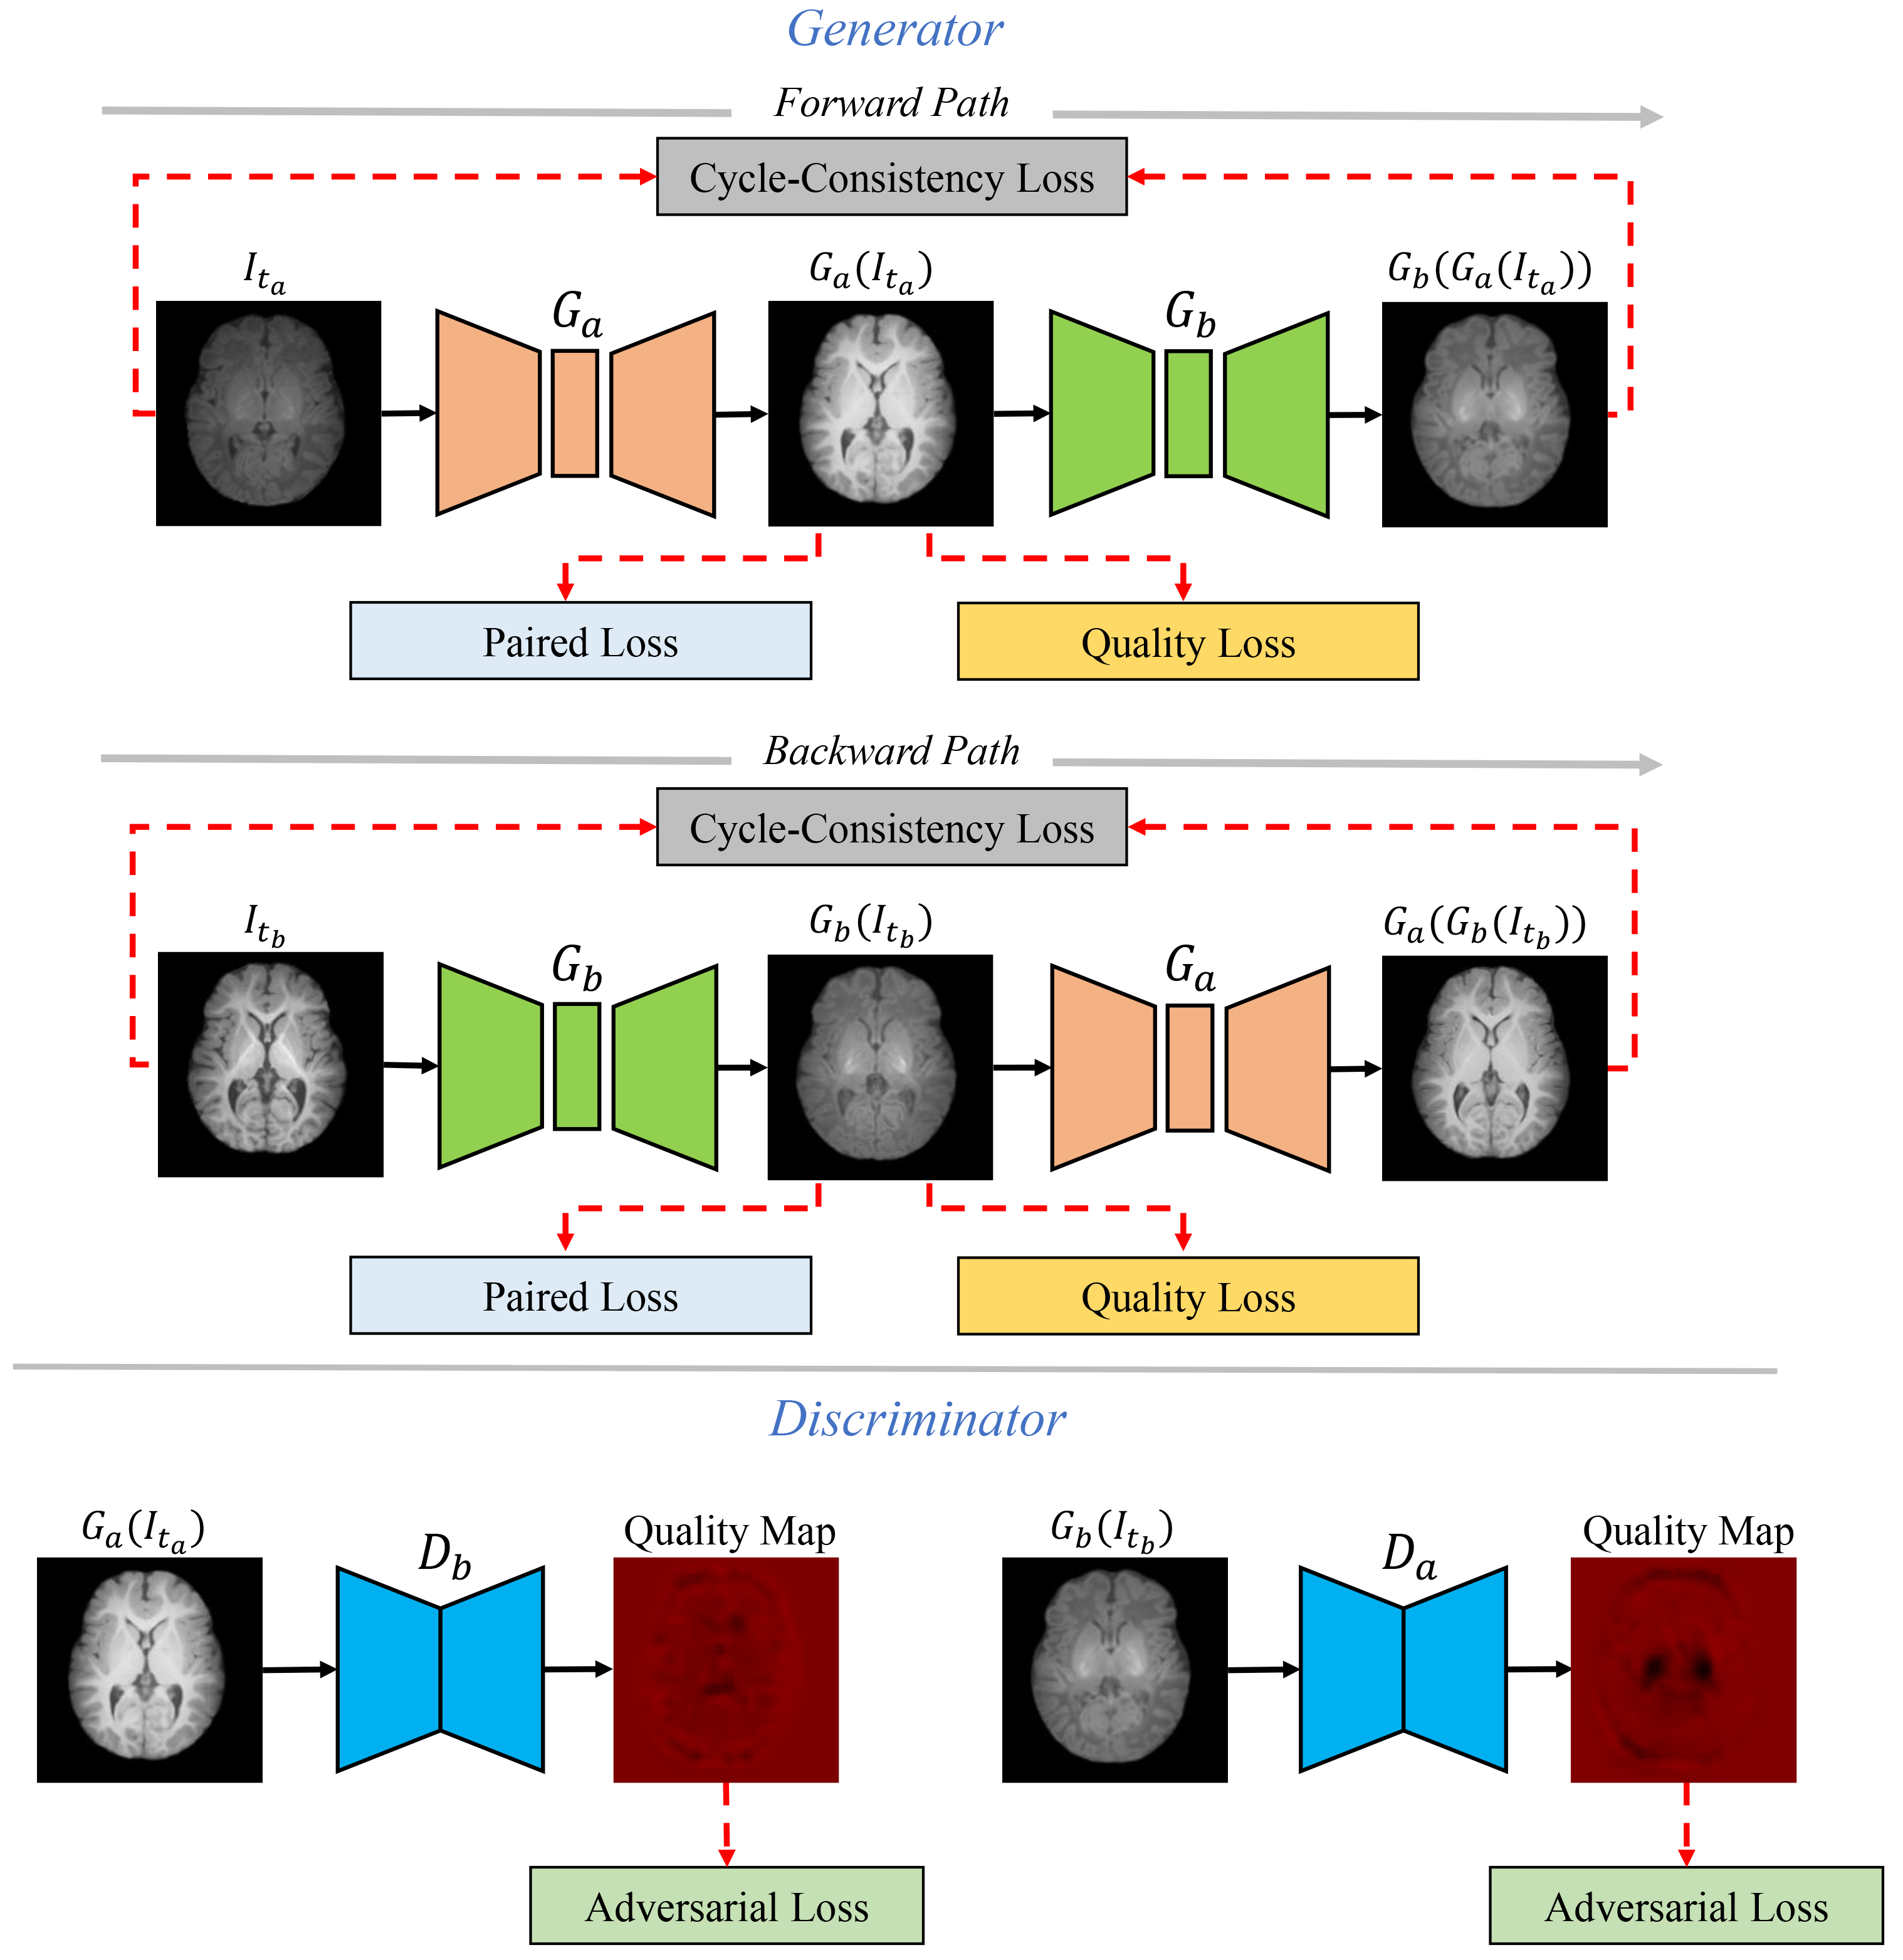 Generator
Forward Path
Cycle-Consistency Loss
I_{t_a}
G_a
G_a(I_{t_a})
G_b
G_b(G_a(I_{t_a}))
Paired Loss
Quality Loss
Backward Path
Cycle-Consistency Loss
I_{t_b}
G_b
G_b(I_{t_b})
G_a
G_a(G_b(I_{t_b}))
Paired Loss
Quality Loss
Discriminator
G_a(I_{t_a})
D_b
Quality Map
Adversarial Loss
G_b(I_{t_b})
D_a
Quality Map
Adversarial Loss